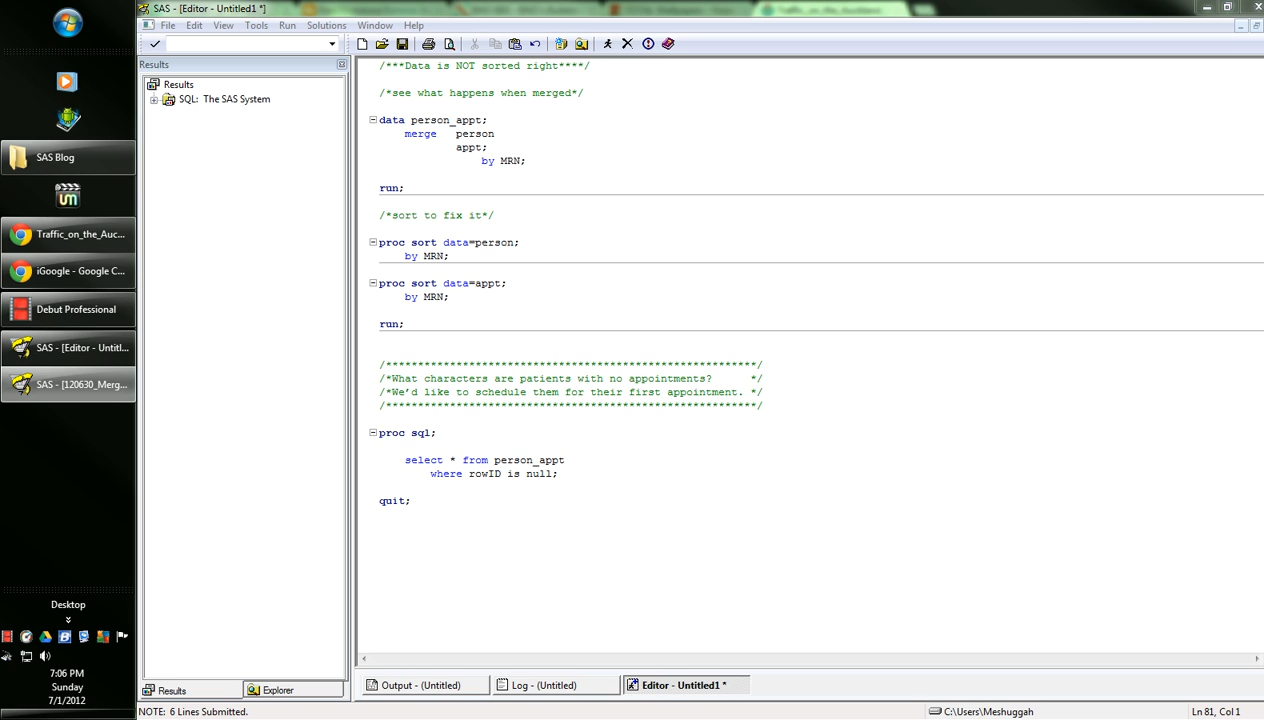 SAS - [Editor - Untitled1 *]
File Edit View Tools Run Solutions Window Help
Results
Results
SQL: The SAS System
Results
Explorer
/***Data is NOT sorted right****/
/*see what happens when merged*/
data person_appt;
merge person
appt;
by MRN;
run;
/*sort to fix it*/
proc sort data=person;
by MRN;
proc sort data=appt;
by MRN;
run;
/**********************************************************/
/*What characters are patients with no appointments? */
/*We'd like to schedule them for their first appointment. */
/**********************************************************/
proc sql;
select * from person_appt
where rowID is null;
quit;
Output - (Untitled)
Log - (Untitled)
Editor - Untitled1 *
NOTE: 6 Lines Submitted.
C:\Users\Meshuggah
Ln 81, Col 1
SAS Blog
um
Traffic_on_the_Auc...
iGoogle - Google C...
Debut Professional
SAS - [Editor - Untitl...
SAS - [120630_Merg...
Desktop
7:06 PM
Sunday
7/1/2012